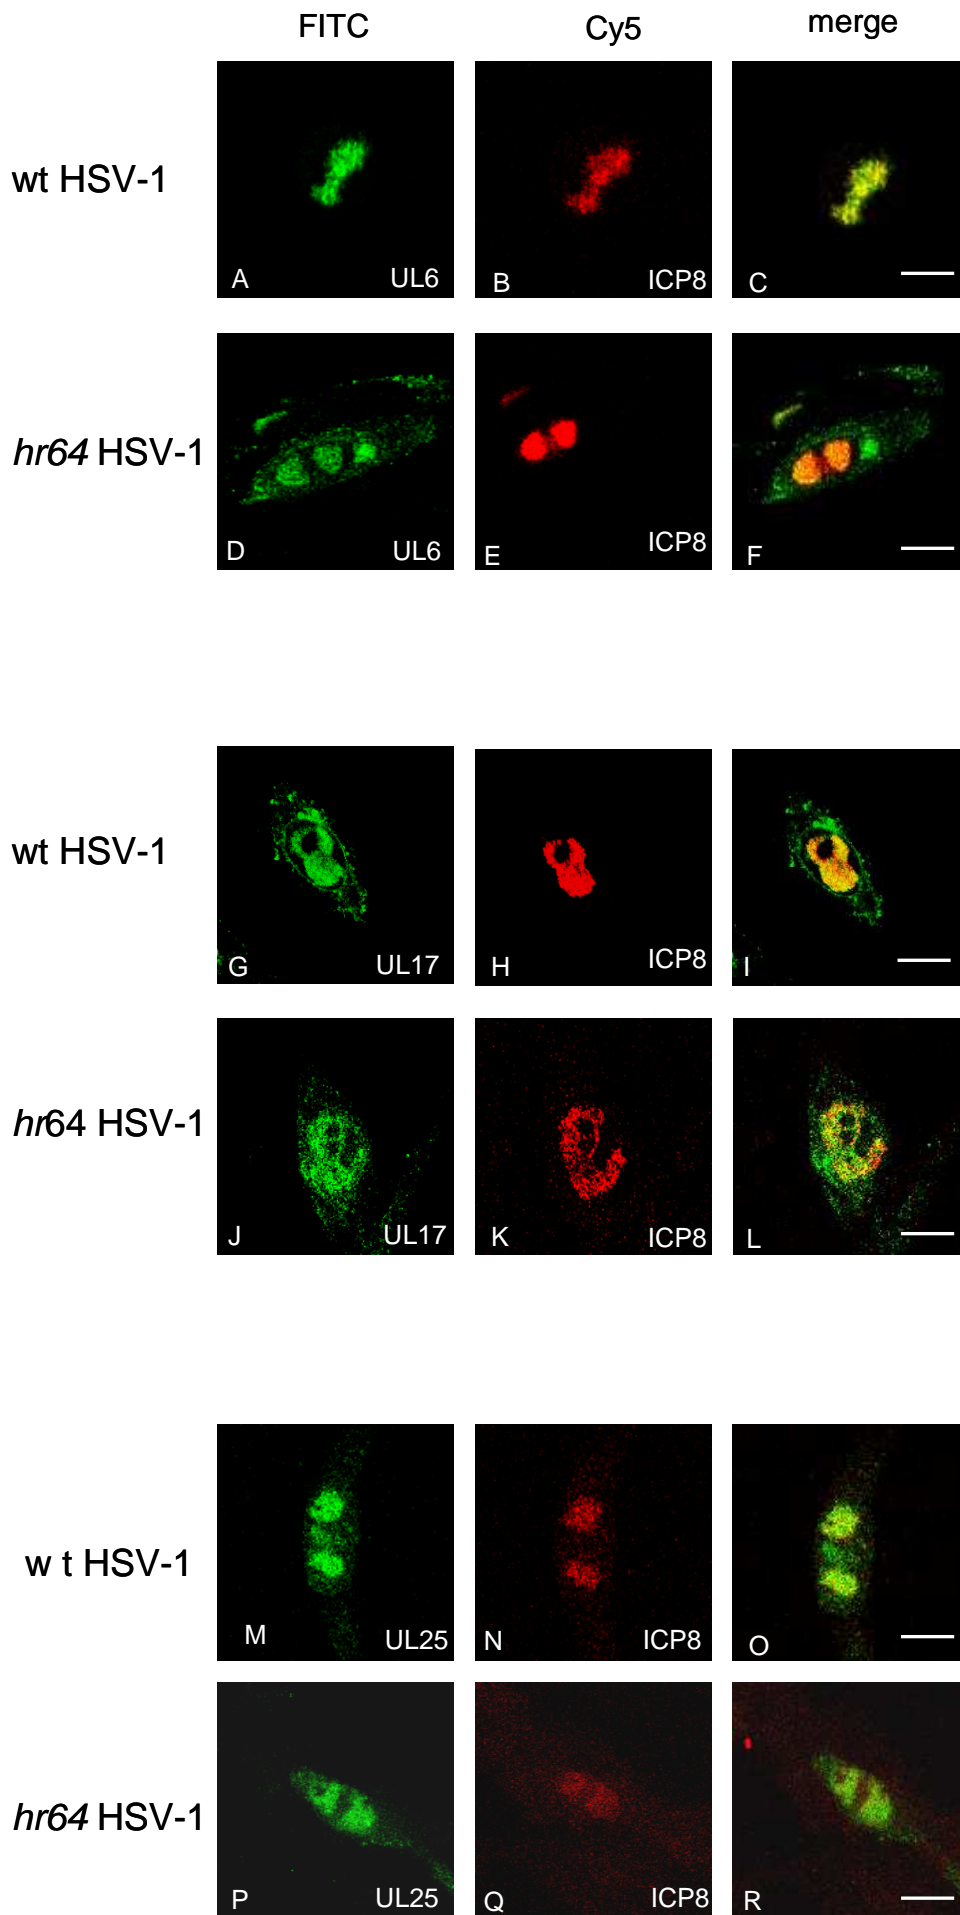 FITC Cy5 merge
wt HSV-1
A UL6 B ICP8 C
hr64 HSV-1
D UL6 E ICP8 F
wt HSV-1
G UL17 H ICP8 I
hr64 HSV-1
J UL17 K ICP8 L
w t HSV-1
M UL25 N ICP8 O
hr64 HSV-1
P UL25 Q ICP8 R